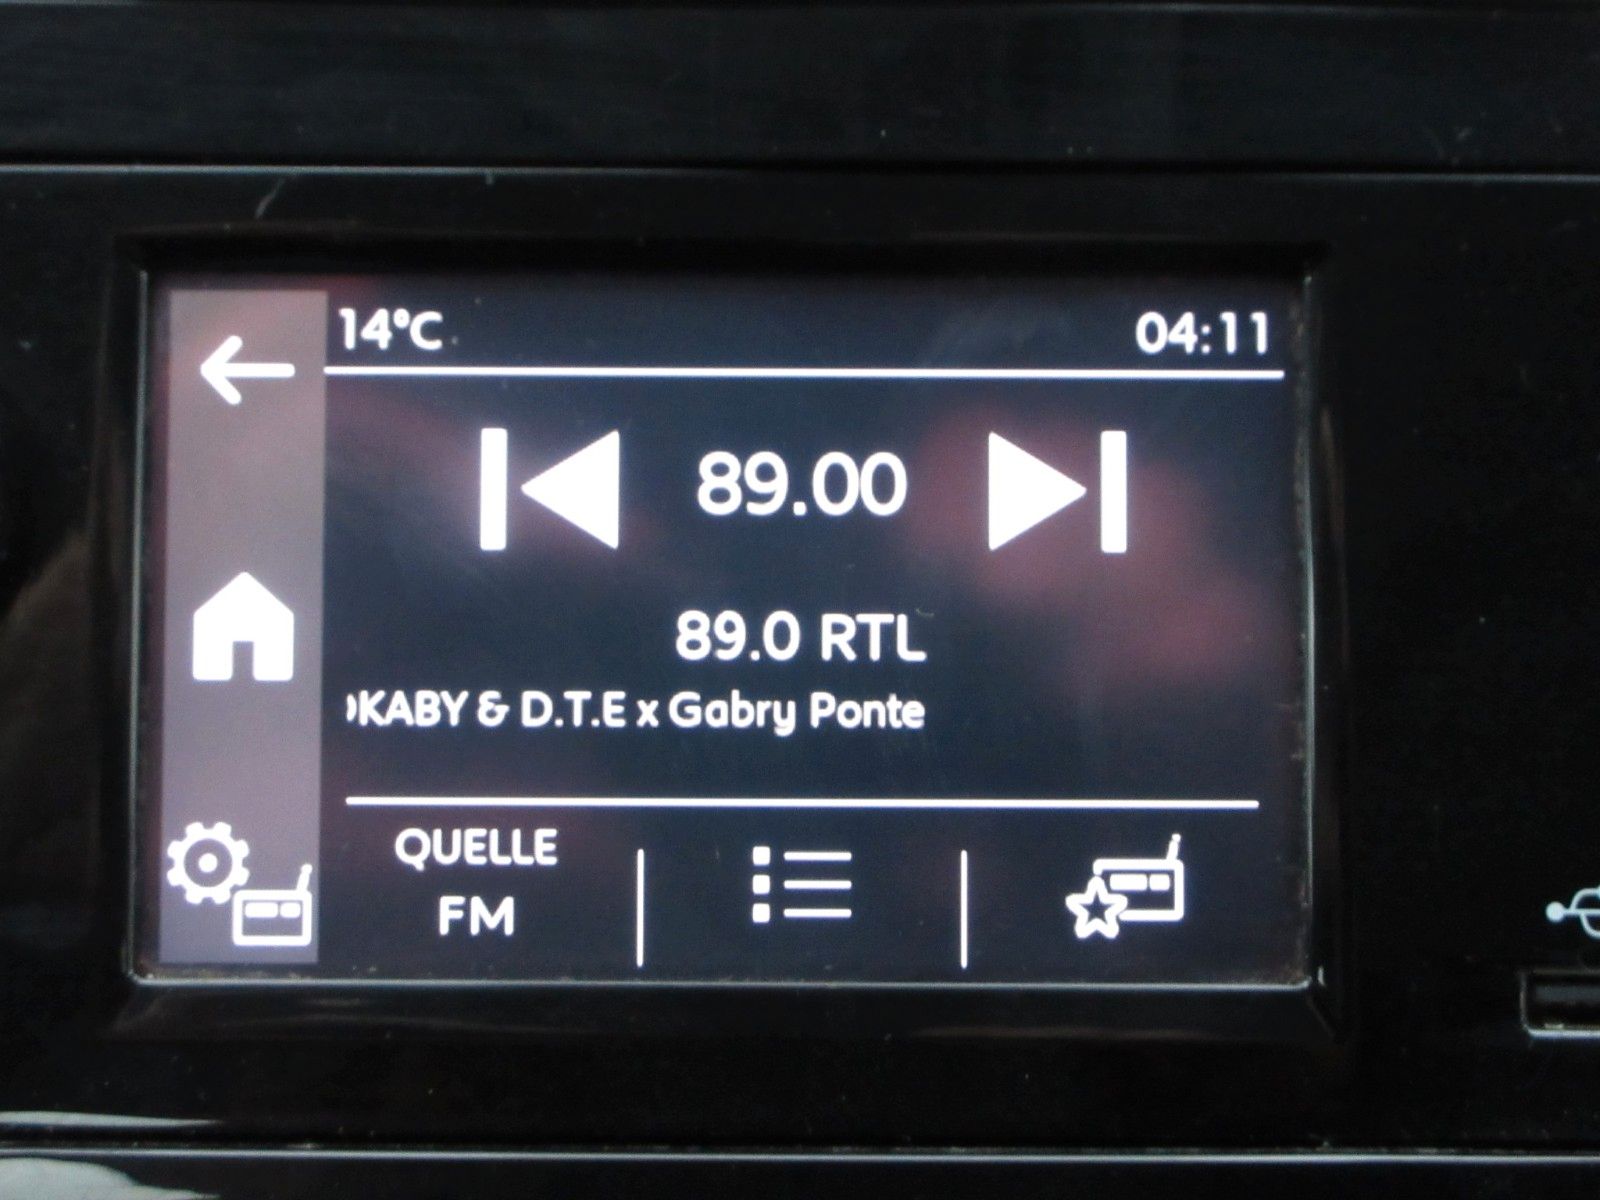 14°C
04:11
89.00
89.0 RTL
KABY & D.T.E x Gabry Ponte
QUELLE
FM